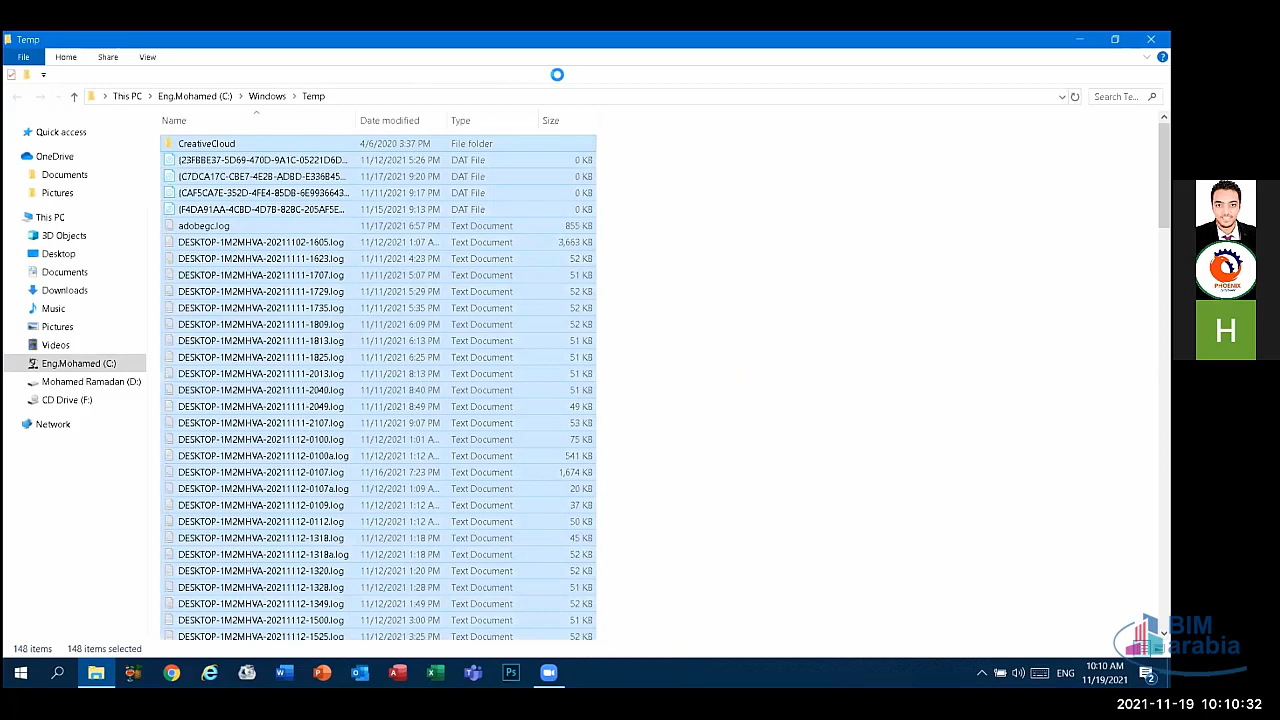 Temp
File Home Share View
This PC Eng.Mohamed (C:) Windows Temp Search Te...
Name Date modified Type Size
Quick access
OneDrive
Documents
Pictures
This PC
3D Objects
Desktop
Documents
Downloads
Music
Pictures
Videos
Eng.Mohamed (C:)
Mohamed Ramadan (D:)
CD Drive (F:)
Network
CreativeCloud 4/6/2020 3:37 PM File folder
{23FBBE37-5D69-470D-9A1C-05221D6D... 11/12/2021 5:26 PM DAT File 0 KB
{C7DCA17C-CBE7-4E2B-ADBD-E336B45... 11/17/2021 9:20 PM DAT File 0 KB
{CAF5CA7E-352D-4FE4-85DB-6E9936643... 11/11/2021 9:17 PM DAT File 0 KB
{F4DA91AA-4CBD-4D7B-828C-205AF5E... 11/15/2021 9:13 PM DAT File 0 KB
adobegc.log 11/17/2021 6:57 PM Text Document 855 KB
DESKTOP-1M2MHVA-20211102-1605.log 11/12/2021 1:07 A... Text Document 3,663 KB
DESKTOP-1M2MHVA-20211111-1623.log 11/11/2021 4:23 PM Text Document 52 KB
DESKTOP-1M2MHVA-20211111-1707.log 11/11/2021 5:07 PM Text Document 51 KB
DESKTOP-1M2MHVA-20211111-1729.log 11/11/2021 5:29 PM Text Document 51 KB
DESKTOP-1M2MHVA-20211111-1735.log 11/11/2021 5:35 PM Text Document 52 KB
DESKTOP-1M2MHVA-20211111-1809.log 11/11/2021 6:09 PM Text Document 52 KB
DESKTOP-1M2MHVA-20211111-1813.log 11/11/2021 6:13 PM Text Document 51 KB
DESKTOP-1M2MHVA-20211111-1825.log 11/11/2021 6:25 PM Text Document 51 KB
DESKTOP-1M2MHVA-20211111-2013.log 11/11/2021 8:13 PM Text Document 51 KB
DESKTOP-1M2MHVA-20211111-2040.log 11/11/2021 8:40 PM Text Document 51 KB
DESKTOP-1M2MHVA-20211111-2049.log 11/11/2021 8:49 PM Text Document 49 KB
DESKTOP-1M2MHVA-20211111-2107.log 11/11/2021 9:07 PM Text Document 53 KB
DESKTOP-1M2MHVA-20211112-0100.log 11/12/2021 1:01 A... Text Document 75 KB
DESKTOP-1M2MHVA-20211112-0100a.log 11/12/2021 1:12 A... Text Document 541 KB
DESKTOP-1M2MHVA-20211112-0107.log 11/16/2021 7:23 PM Text Document 1,674 KB
DESKTOP-1M2MHVA-20211112-0107a.log 11/12/2021 1:09 A... Text Document 20 KB
DESKTOP-1M2MHVA-20211112-0109.log 11/12/2021 1:12 A... Text Document 37 KB
DESKTOP-1M2MHVA-20211112-0112.log 11/12/2021 1:12 ... Text Document 50 KB
DESKTOP-1M2MHVA-20211112-1318.log 11/12/2021 1:18 PM Text Document 45 KB
DESKTOP-1M2MHVA-20211112-1318a.log 11/12/2021 1:18 PM Text Document 52 KB
DESKTOP-1M2MHVA-20211112-1320.log 11/12/2021 1:20 PM Text Document 52 KB
DESKTOP-1M2MHVA-20211112-1328.log 11/12/2021 1:28 PM Text Document 51 KB
DESKTOP-1M2MHVA-20211112-1349.log 11/12/2021 1:49 PM Text Document 52 KB
DESKTOP-1M2MHVA-20211112-1500.log 11/12/2021 3:00 PM Text Document 51 KB
DESKTOP-1M2MHVA-20211112-1525.log 11/12/2021 3:25 PM Text Document 52 KB
148 items 148 items selected
PHOENIX
H
BIM
arabia
Ps
ENG
10:10 AM
11/19/2021
2
2021-11-19 10:10:32